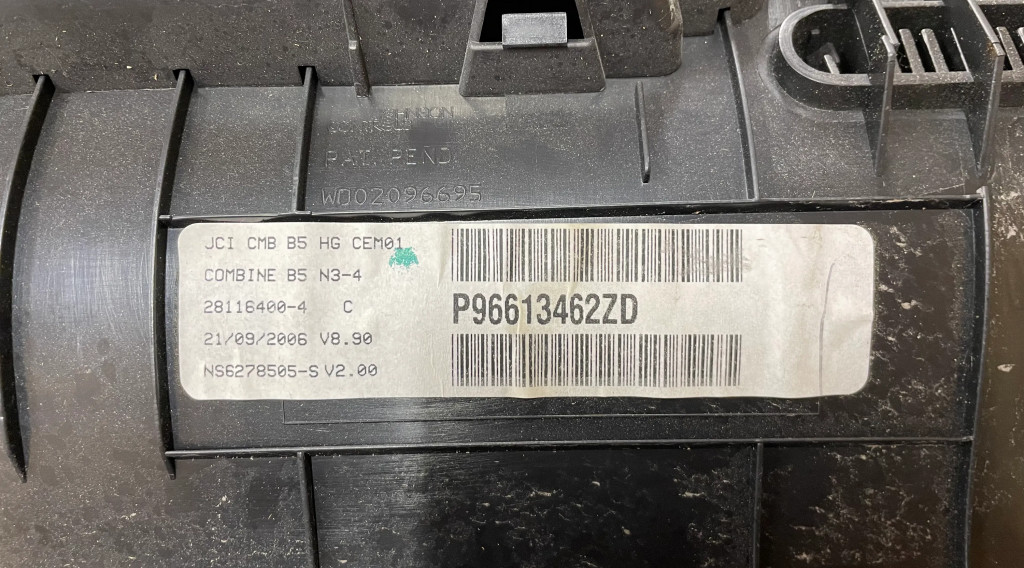 PAT PEND
WO02096695
JCI CMB B5 HG CEM01
COMBINE B5 N3-4
28116400-4 C
21/09/2006 V8.90
NS6278505-S V2.00
P96613462ZD